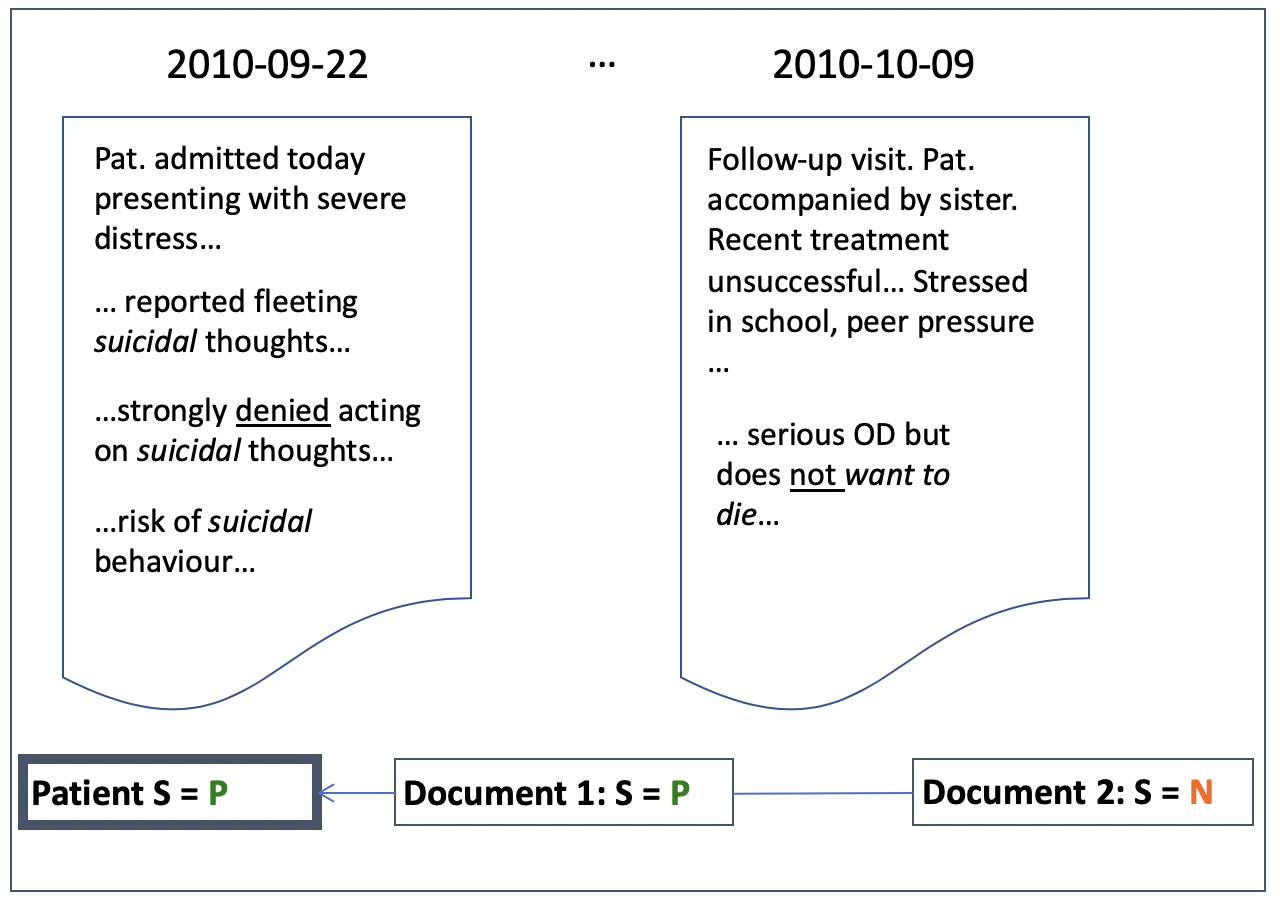 2010-09-22
...
2010-10-09
Pat. admitted today
presenting with severe
distress...
... reported fleeting
suicidal thoughts...
...strongly denied acting
on suicidal thoughts...
...risk of suicidal
behaviour...
Follow-up visit. Pat.
accompanied by sister.
Recent treatment
unsuccessful... Stressed
in school, peer pressure
...
... serious OD but
does not want to
die...
Patient S = P
Document 1: S = P
Document 2: S = N